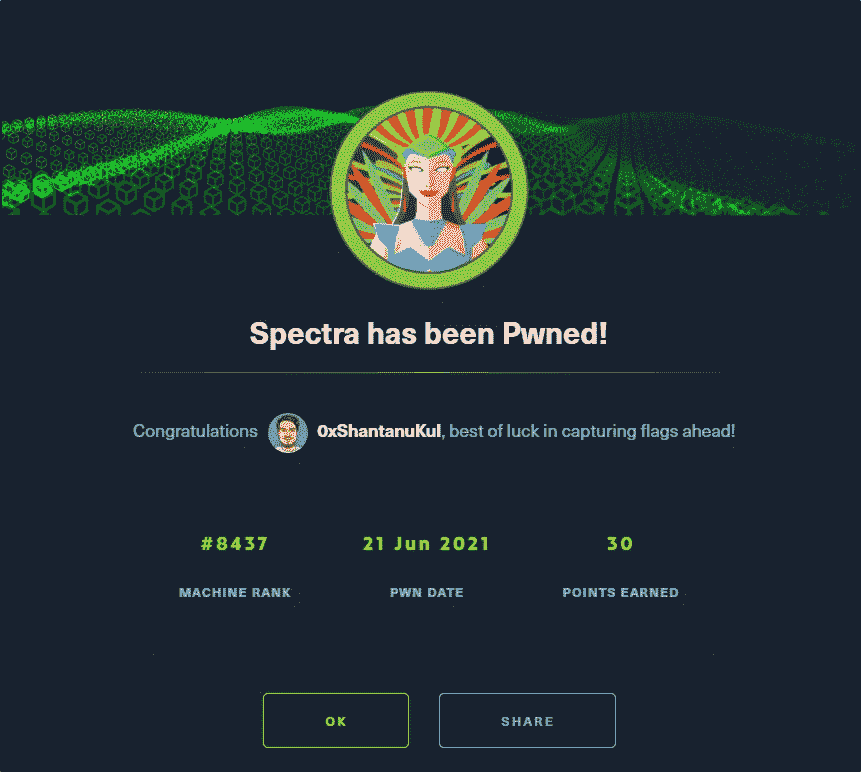 Spectra has been Pwned!
Congratulations 0xShantanuKul, best of luck in capturing flags ahead!
#8437 21 Jun 2021 30
MACHINE RANK PWN DATE POINTS EARNED
OK SHARE